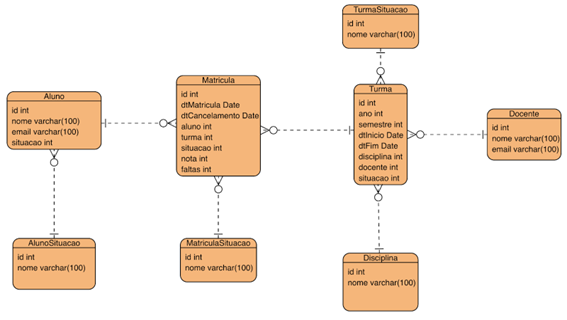 TurmaSituacao
id int
nome varchar(100)
Aluno
id int
nome varchar(100)
email varchar(100)
situacao int
Matricula
id int
dtMatricula Date
dtCancelamento Date
aluno int
turma int
situacao int
nota int
faltas int
Turma
id int
ano int
semestre int
dtInicio Date
dtFim Date
disciplina int
docente int
situacao int
Docente
id int
nome varchar(100)
email varchar(100)
AlunoSituacao
id int
nome varchar(100)
MatriculaSituacao
id int
nome varchar(100)
Disciplina
id int
nome varchar(100)